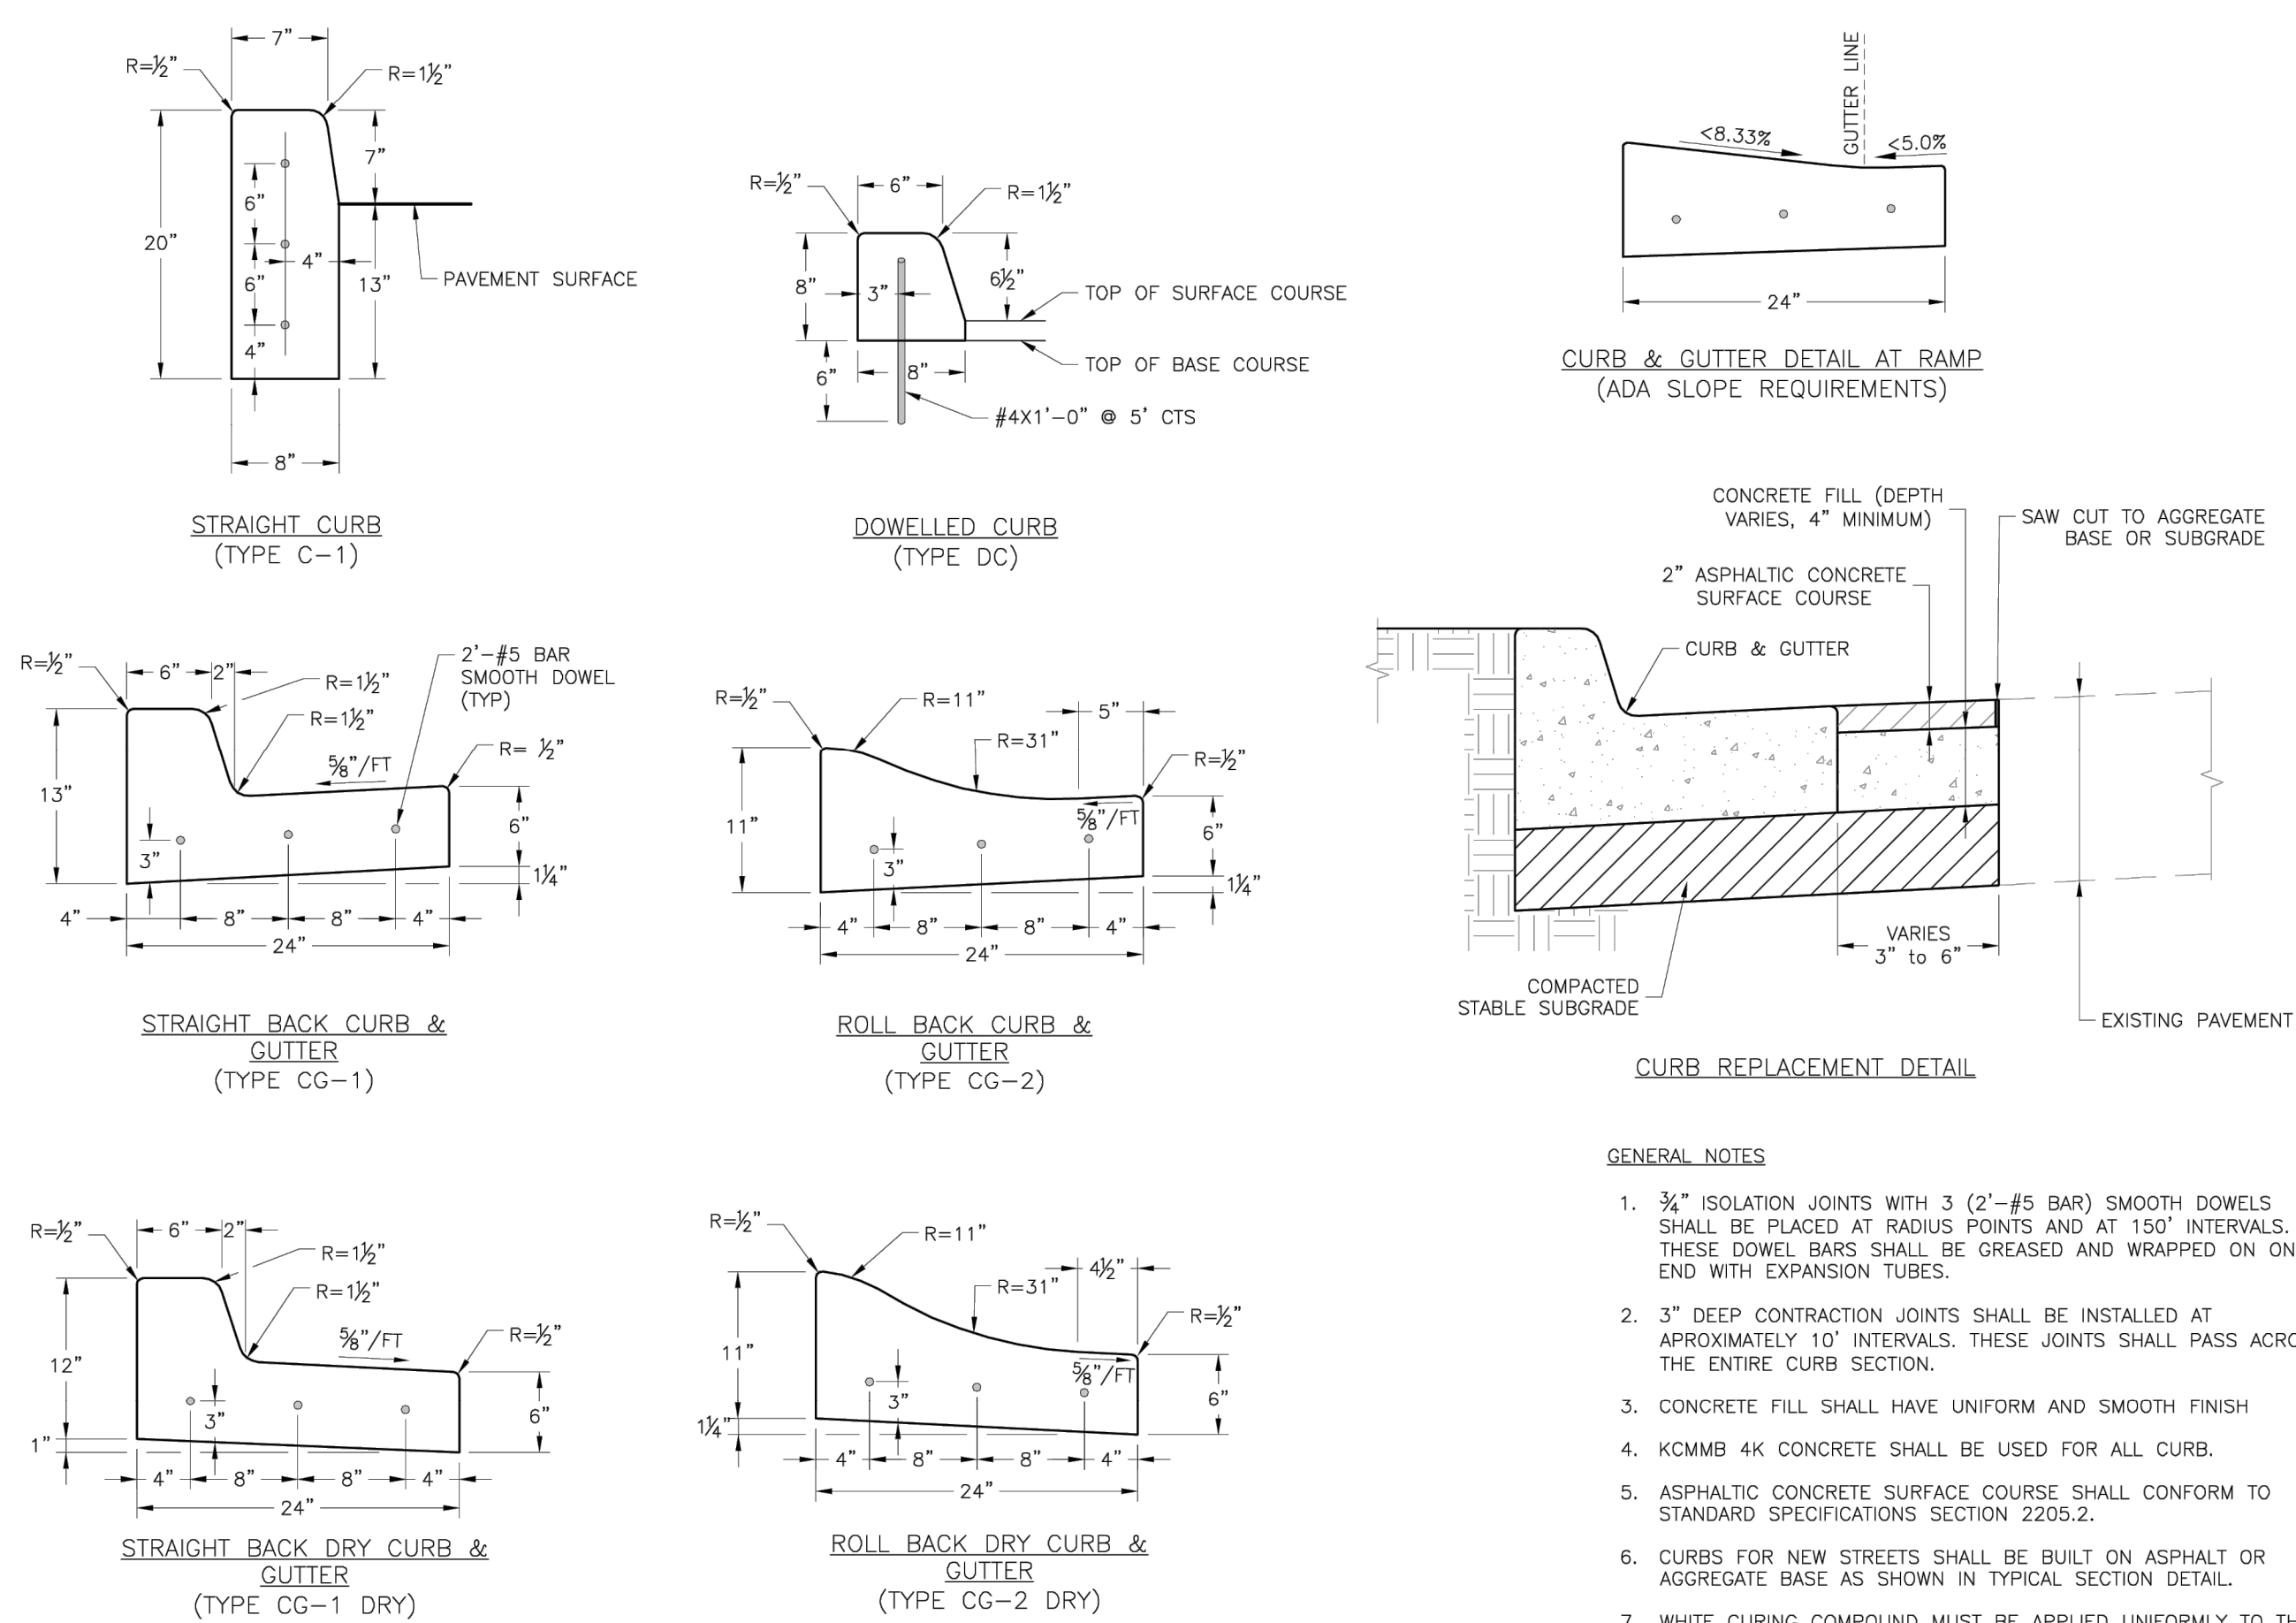 7"
R=½"
R=1½"
7"
6"
20"
4"
6"
13"
PAVEMENT SURFACE
4"
8"
STRAIGHT CURB
(TYPE C-1)
R=½"
6"
R=1½"
8"
3"
6½"
TOP OF SURFACE COURSE
TOP OF BASE COURSE
6"
8"
#4X1'-0" @ 5' CTS
DOWELLED CURB
(TYPE DC)
GUTTER LINE
<8.33%
<5.0%
24"
CURB & GUTTER DETAIL AT RAMP
(ADA SLOPE REQUIREMENTS)
R=½"
6"
2"
R=1½"
R=1½"
2'-#5 BAR
SMOOTH DOWEL
(TYP)
⅝"/FT
R= ½"
13"
3"
6"
1¼"
4"
8"
8"
4"
24"
STRAIGHT BACK CURB &
GUTTER
(TYPE CG-1)
R=½"
R=11"
5"
R=31"
R=½"
⅝"/FT
11"
3"
6"
1¼"
4"
8"
8"
4"
24"
ROLL BACK CURB &
GUTTER
(TYPE CG-2)
CONCRETE FILL (DEPTH
VARIES, 4" MINIMUM)
SAW CUT TO AGGREGATE
BASE OR SUBGRADE
2" ASPHALTIC CONCRETE
SURFACE COURSE
CURB & GUTTER
VARIES
3" to 6"
COMPACTED
STABLE SUBGRADE
EXISTING PAVEMENT
CURB REPLACEMENT DETAIL
R=½"
6"
2"
R=1½"
R=1½"
⅝"/FT
R=½"
12"
3"
6"
1"
4"
8"
8"
4"
24"
STRAIGHT BACK DRY CURB &
GUTTER
(TYPE CG-1 DRY)
R=½"
R=11"
4½"
R=31"
R=½"
⅝"/FT
11"
3"
6"
1¼"
4"
8"
8"
4"
24"
ROLL BACK DRY CURB &
GUTTER
(TYPE CG-2 DRY)
GENERAL NOTES
1. ¾" ISOLATION JOINTS WITH 3 (2'-#5 BAR) SMOOTH DOWELS
SHALL BE PLACED AT RADIUS POINTS AND AT 150' INTERVALS.
THESE DOWEL BARS SHALL BE GREASED AND WRAPPED ON
END WITH EXPANSION TUBES.
2. 3" DEEP CONTRACTION JOINTS SHALL BE INSTALLED AT
APROXIMATELY 10' INTERVALS. THESE JOINTS SHALL PASS
THE ENTIRE CURB SECTION.
3. CONCRETE FILL SHALL HAVE UNIFORM AND SMOOTH FINISH
4. KCMMB 4K CONCRETE SHALL BE USED FOR ALL CURB.
5. ASPHALTIC CONCRETE SURFACE COURSE SHALL CONFORM TO
STANDARD SPECIFICATIONS SECTION 2205.2.
6. CURBS FOR NEW STREETS SHALL BE BUILT ON ASPHALT OR
AGGREGATE BASE AS SHOWN IN TYPICAL SECTION DETAIL.
7. WHITE CURING COMPOUND MUST BE APPLIED UNIFORMLY TO